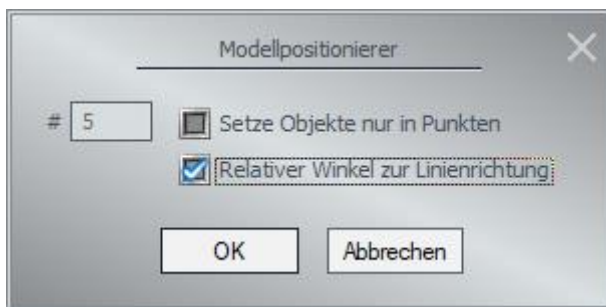 Modellpositionierer
# 5
Setze Objekte nur in Punkten
Relativer Winkel zur Linienrichtung
OK Abbrechen